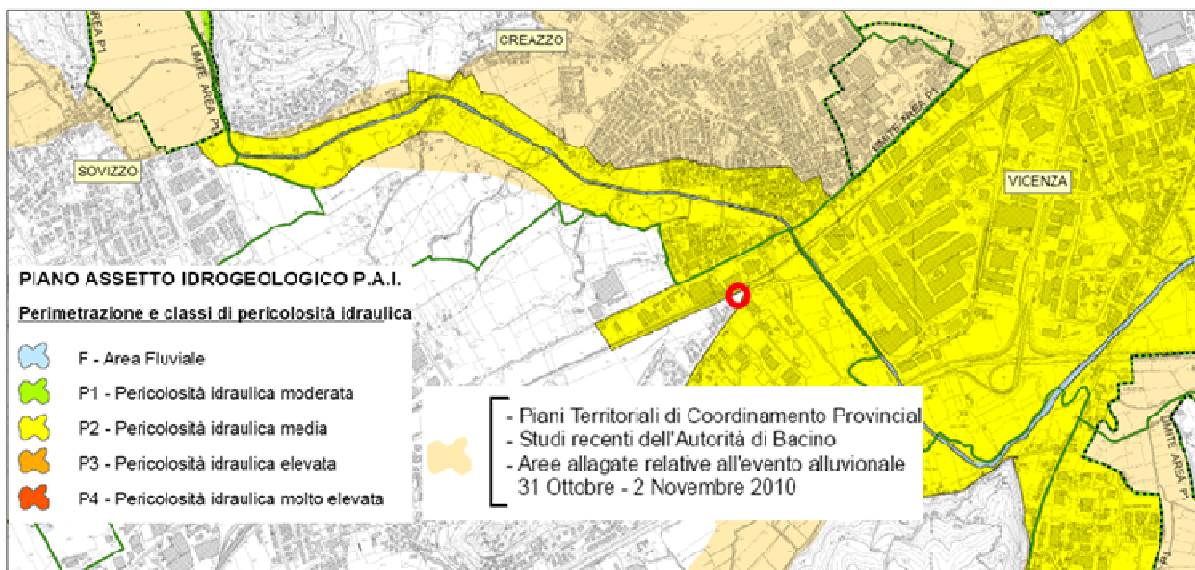 AREA P1
LIMITE AREA P1
CREAZZO
LIMITE AREA P1
SOVIZZO
VICENZA
PIANO ASSETTO IDROGEOLOGICO P.A.I.
Perimetrazione e classi di pericolosità idraulica
F - Area Fluviale
P1 - Pericolosità idraulica moderata
P2 - Pericolosità idraulica media
P3 - Pericolosità idraulica elevata
P4 - Pericolosità idraulica molto elevata
- Piani Territoriali di Coordinamento Provincial
- Studi recenti dell'Autorità di Bacino
- Aree allagate relative all'evento alluvionale
31 Ottobre - 2 Novembre 2010
LIMITE AREA P1